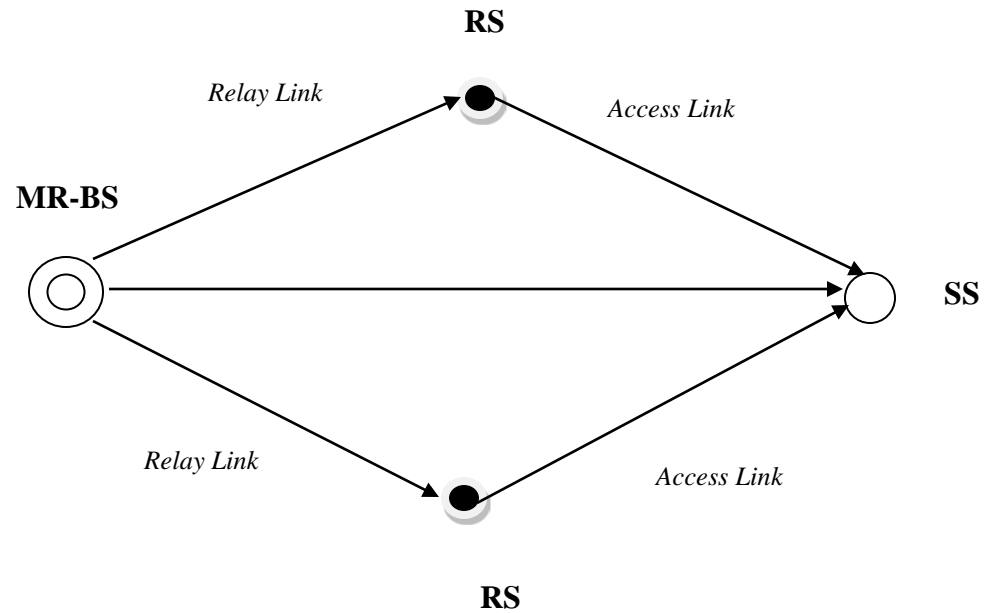 RS
Relay Link
Access Link
MR-BS
SS
Relay Link
Access Link
RS